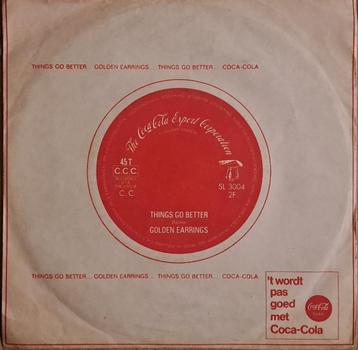 THINGS GO BETTER... GOLDEN EARRINGS... THINGS GO BETTER... COCA-COLA
The Coca-Cola Export Corporation
45T
C.C.C.
C.C.
SL 3004
2F
THINGS GO BETTER
GOLDEN EARRINGS
THINGS GO BETTER... GOLDEN EARRINGS... THINGS GO BETTER... COCA-COLA
't wordt
pas
goed
met
Coca-Cola
Coca-Cola